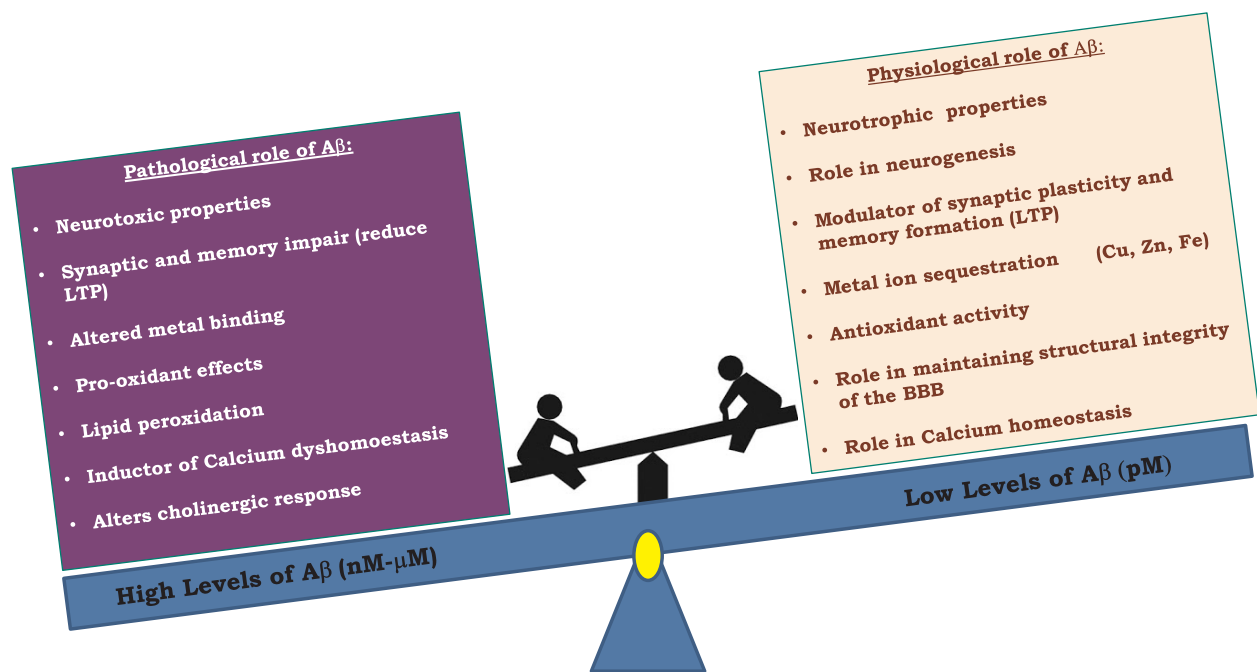 Pathological role of Aβ:
• Neurotoxic properties
• Synaptic and memory impair (reduce
LTP)
• Altered metal binding
• Pro-oxidant effects
• Lipid peroxidation
• Inductor of Calcium dyshomoestasis
• Alters cholinergic response
High Levels of Aβ (nM-μM)
Physiological role of Aβ:
• Neurotrophic properties
• Role in neurogenesis
• Modulator of synaptic plasticity and
memory formation (LTP)
• Metal ion sequestration (Cu, Zn, Fe)
• Antioxidant activity
• Role in maintaining structural integrity
of the BBB
• Role in Calcium homeostasis
Low Levels of Aβ (pM)